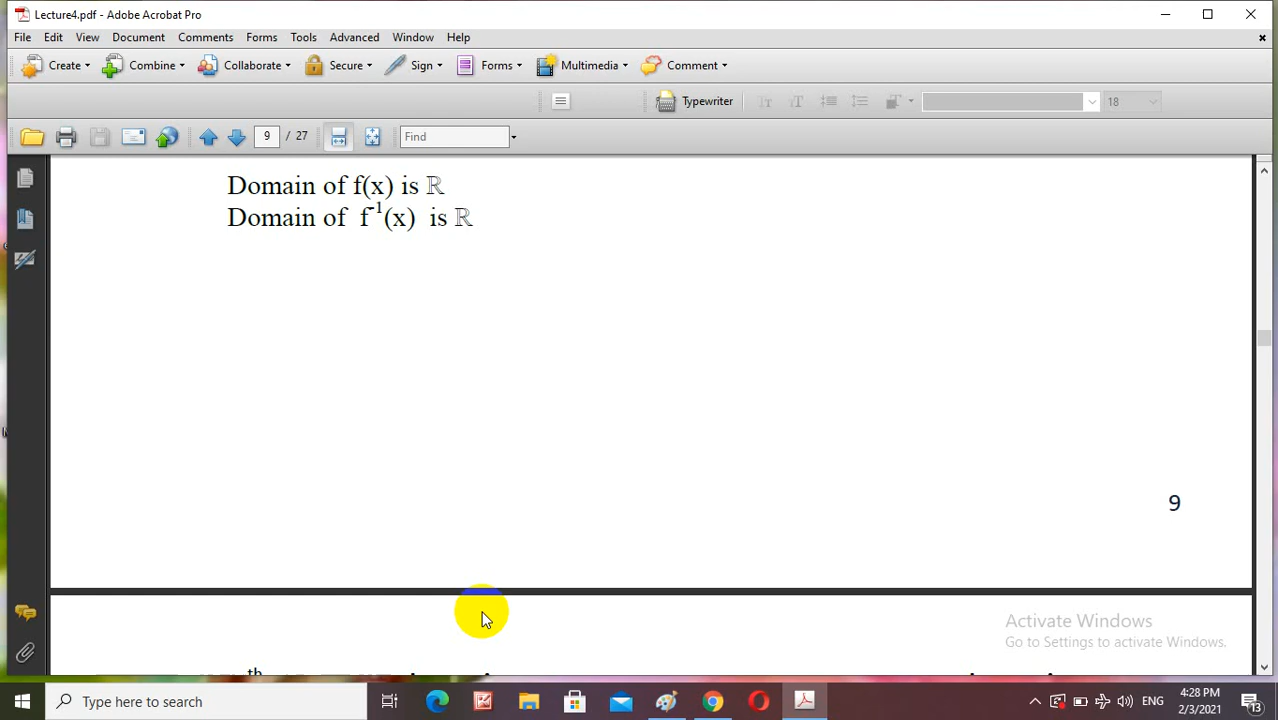 Lecture4.pdf - Adobe Acrobat Pro
File Edit View Document Comments Forms Tools Advanced Window Help
Create Combine Collaborate Secure Sign Forms Multimedia Comment
Typewriter 18
9 / 27 Find
Domain of f(x) is ℝ
Domain of f⁻¹(x) is ℝ
9
Activate Windows
Go to Settings to activate Windows.
th
Type here to search
ENG
4:28 PM
2/3/2021
13